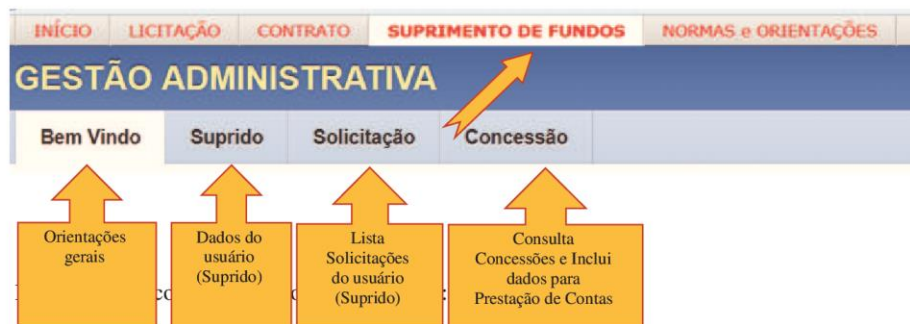 INÍCIO LICITAÇÃO CONTRATO SUPRIMENTO DE FUNDOS NORMAS e ORIENTAÇÕES
GESTÃO ADMINISTRATIVA
Bem Vindo Suprido Solicitação Concessão
Orientações
gerais
Dados do
usuário
(Suprido)
Lista
Solicitações
do usuário
(Suprido)
Consulta
Concessões e Inclui
dados para
Prestação de Contas